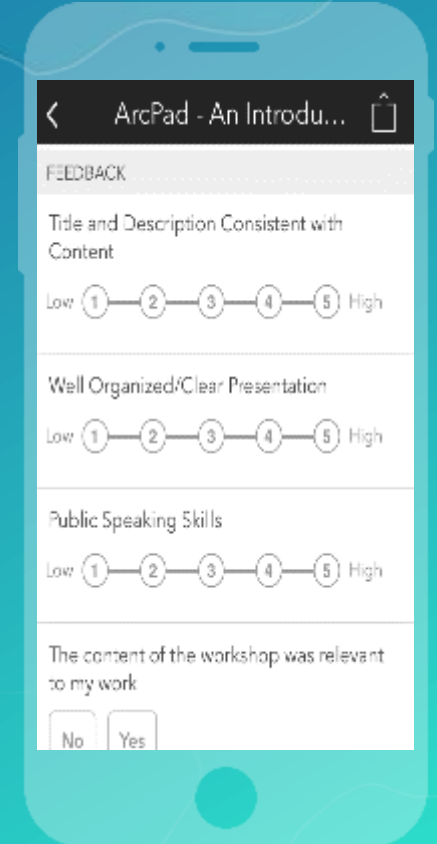 ArcPad - An Introdu...
FEEDBACK
Title and Description Consistent with
Content
Low 1 2 3 4 5 High
Well Organized/Clear Presentation
Low 1 2 3 4 5 High
Public Speaking Skills
Low 1 2 3 4 5 High
The content of the workshop was relevant
to my work
No Yes